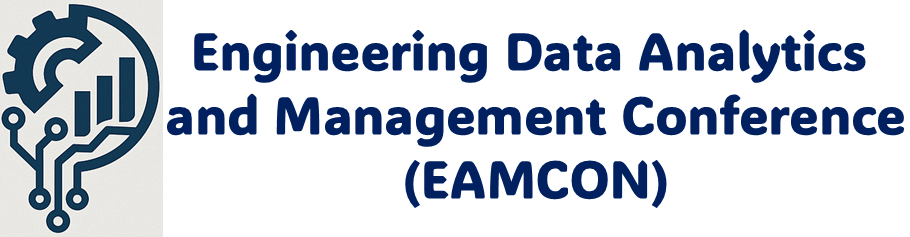 Engineering Data Analytics
and Management Conference
(EAMCON)